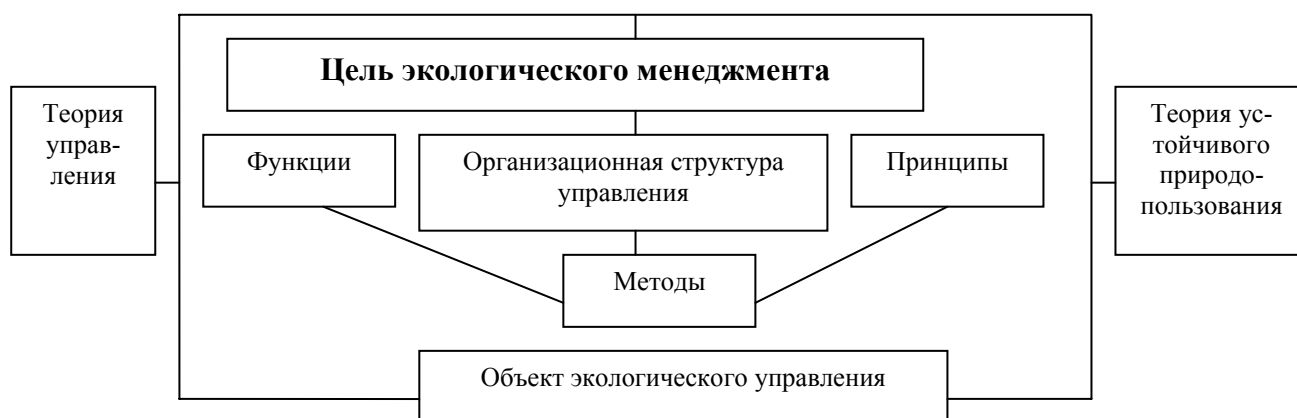 Цель экологического менеджмента
Теория
управ-
ления
Функции
Организационная структура
управления
Принципы
Теория ус-
тойчивого
природо-
пользования
Методы
Объект экологического управления